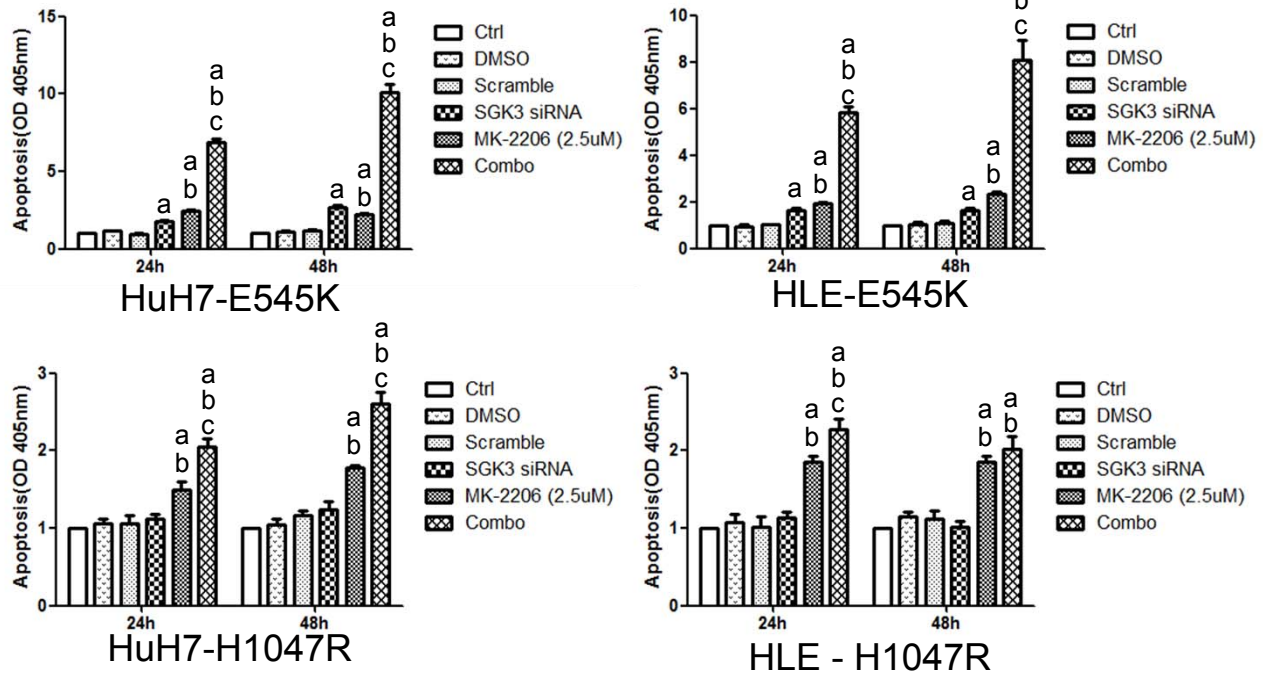 a
b
c
a
b
c
a
b
a
a
b
15
10
5
0
Apoptosis(OD 405nm)
24h
48h
Ctrl
DMSO
Scramble
SGK3 siRNA
MK-2206 (2.5uM)
Combo
HuH7-E545K
b
c
a
b
c
a
a
b
a
a
b
10
8
6
4
2
0
Apoptosis(OD 405nm)
24h
48h
Ctrl
DMSO
Scramble
SGK3 siRNA
MK-2206 (2.5uM)
Combo
HLE-E545K
a
b
c
a
b
c
a
b
a
b
3
2
1
0
Apoptosis(OD 405nm)
24h
48h
Ctrl
DMSO
Scramble
SGK3 siRNA
MK-2206 (2.5uM)
Combo
HuH7-H1047R
a
b
c
a
b
a
b
a
b
3
2
1
0
Apoptosis(OD 405nm)
24h
48h
Ctrl
DMSO
Scramble
SGK3 siRNA
MK-2206 (2.5uM)
Combo
HLE - H1047R